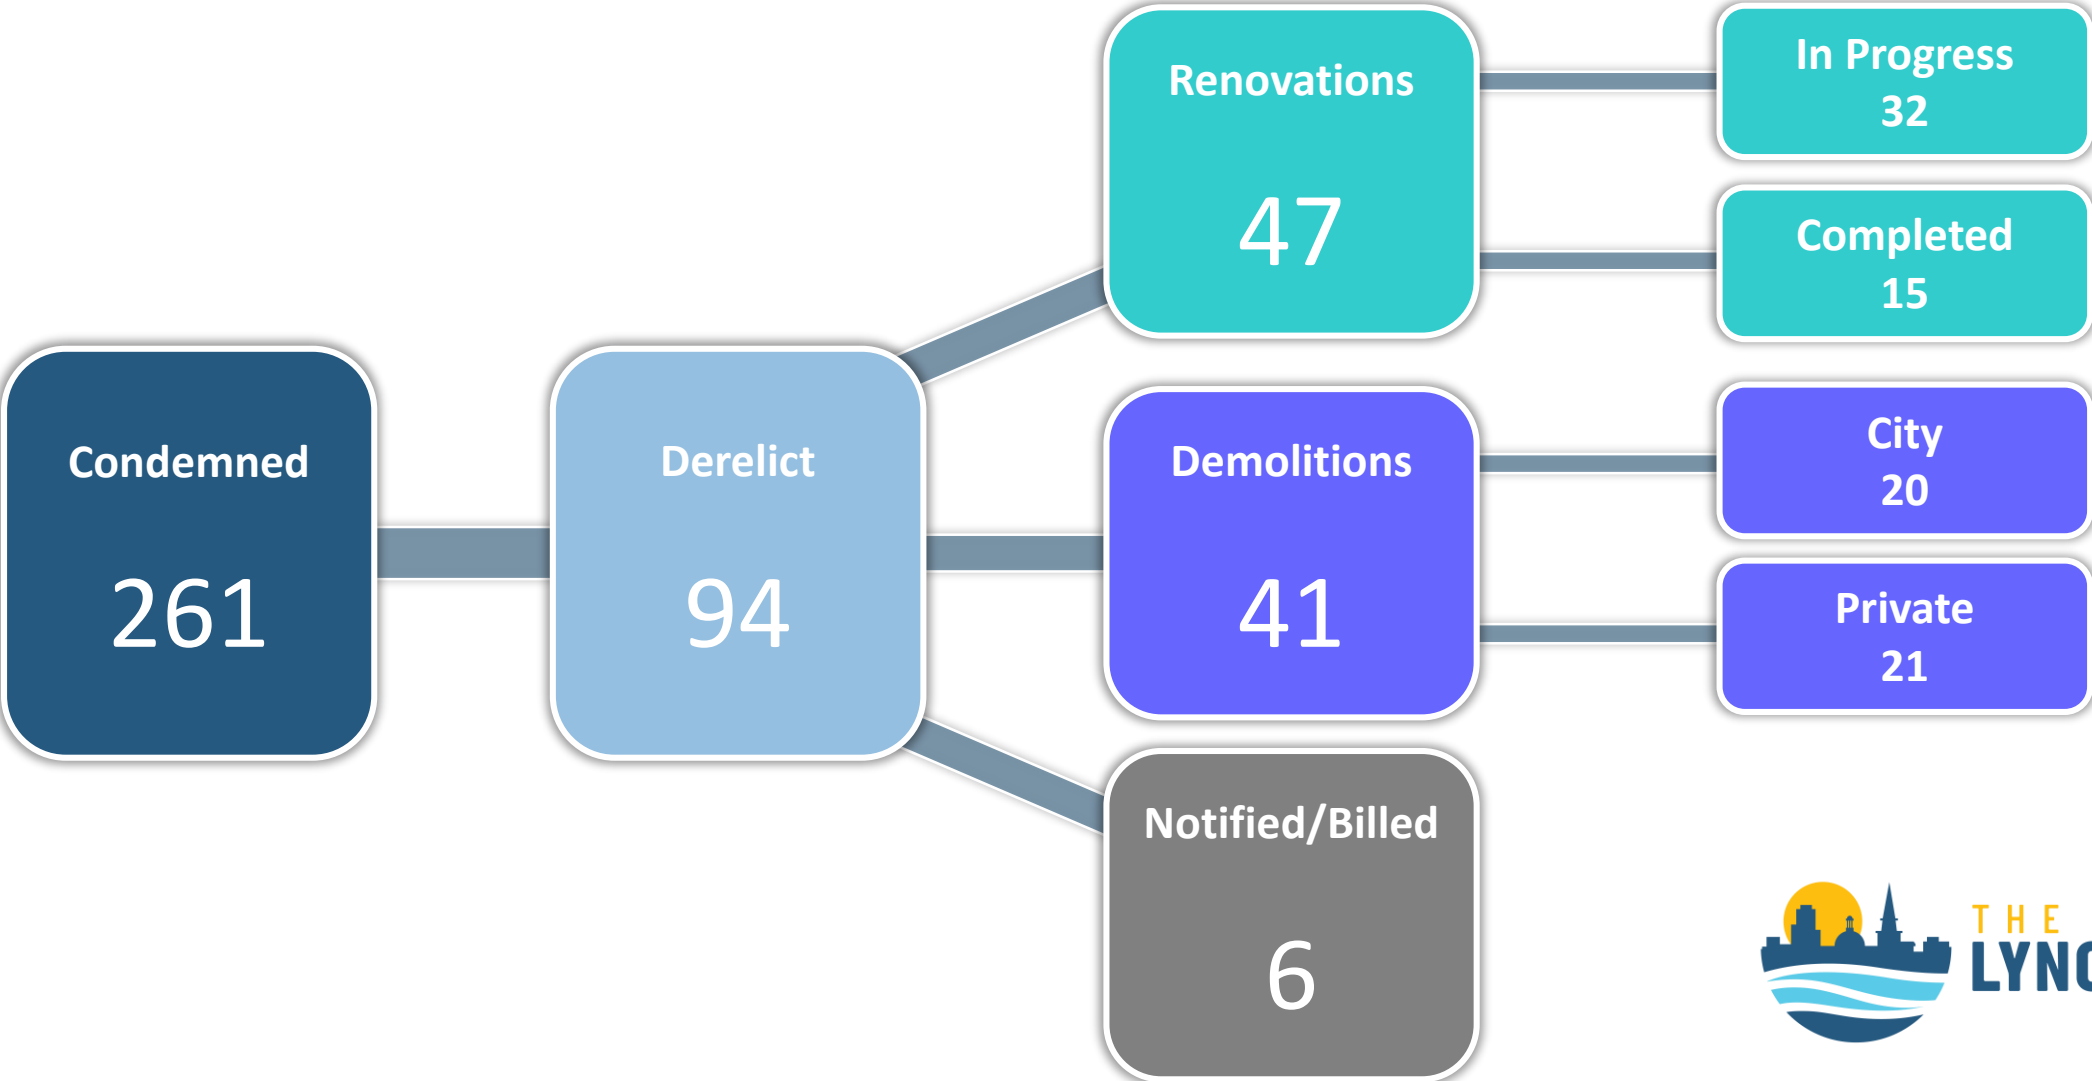 Condemned
261
Derelict
94
Renovations
47
In Progress
32
Completed
15
Demolitions
41
City
20
Private
21
Notified/Billed
6
THE